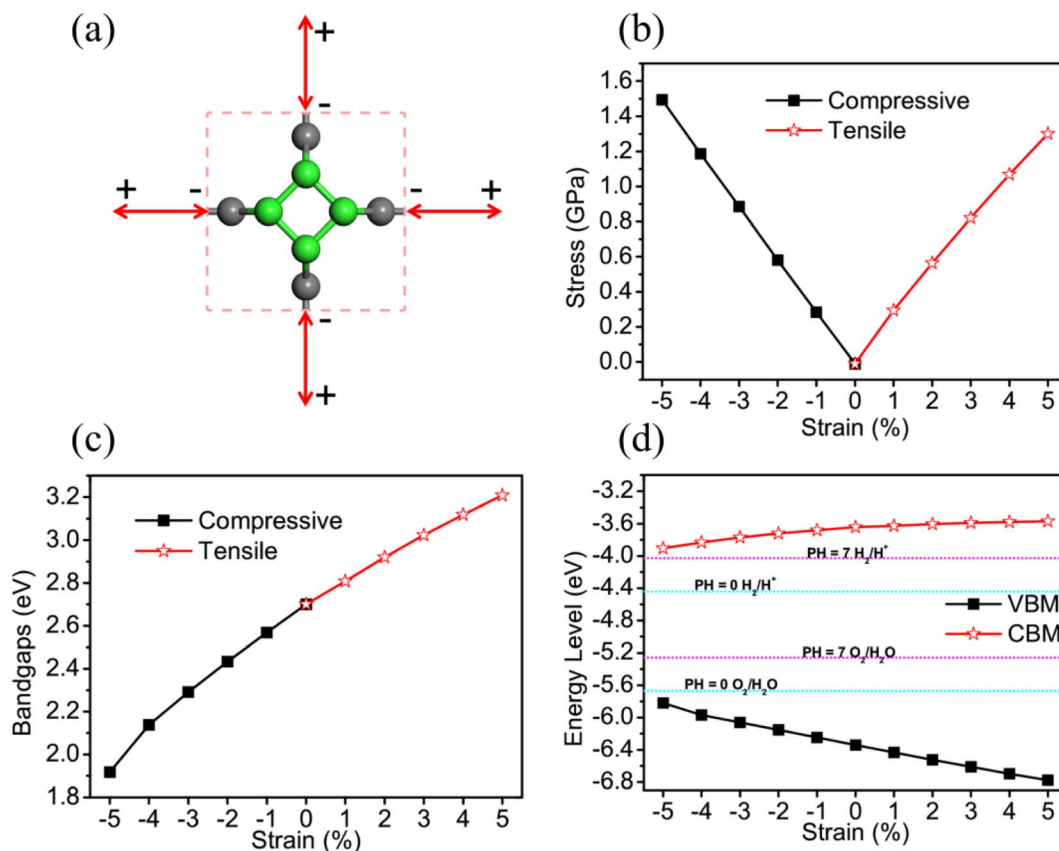 (a)
+
-
+
-
-
+
-
+
(b)
Stress (GPa)
1.6
1.4
1.2
1.0
0.8
0.6
0.4
0.2
0.0
Compressive
Tensile
-5 -4 -3 -2 -1 0 1 2 3 4 5
Strain (%)
(c)
Bandgaps (eV)
3.2
3.0
2.8
2.6
2.4
2.2
2.0
1.8
Compressive
Tensile
-5 -4 -3 -2 -1 0 1 2 3 4 5
Strain (%)
(d)
Energy Level (eV)
-3.2
-3.6
-4.0
-4.4
-4.8
-5.2
-5.6
-6.0
-6.4
-6.8
PH = 7 H2/H+
PH = 0 H2/H+
VBM
CBM
PH = 7 O2/H2O
PH = 0 O2/H2O
-5 -4 -3 -2 -1 0 1 2 3 4 5
Strain (%)